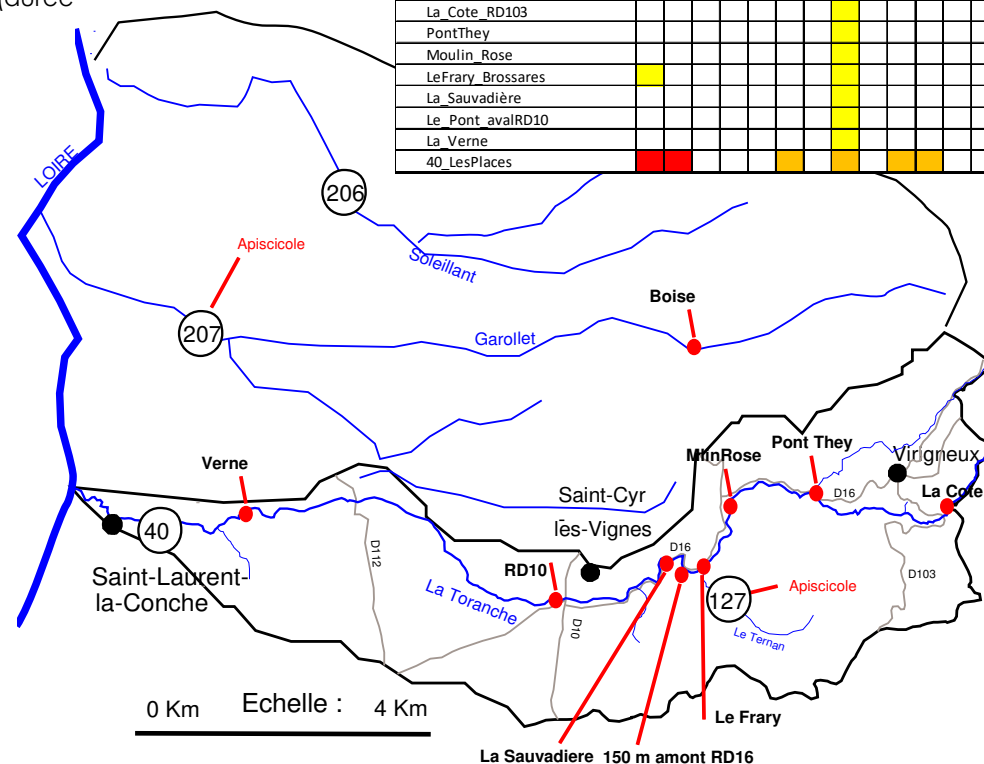 durée
La_Cote_RD103
PontThey
Moulin_Rose
LeFrary_Brossares
La_Sauvadière
Le_Pont_avalRD10
La_Verne
40_LesPlaces
LOIRE
206
Apiscicole
Soleillant
Boise
207
Garollet
Pont They
MlnRose
Virigneux
Verne
D16
La Cote
Saint-Cyr
les-Vignes
40
D112
D16
RD10
D103
Saint-Laurent-
la-Conche
La Toranche
127
Apiscicole
D10
Le Ternan
0 Km
Echelle :
4 Km
Le Frary
La Sauvadiere
150 m amont RD16